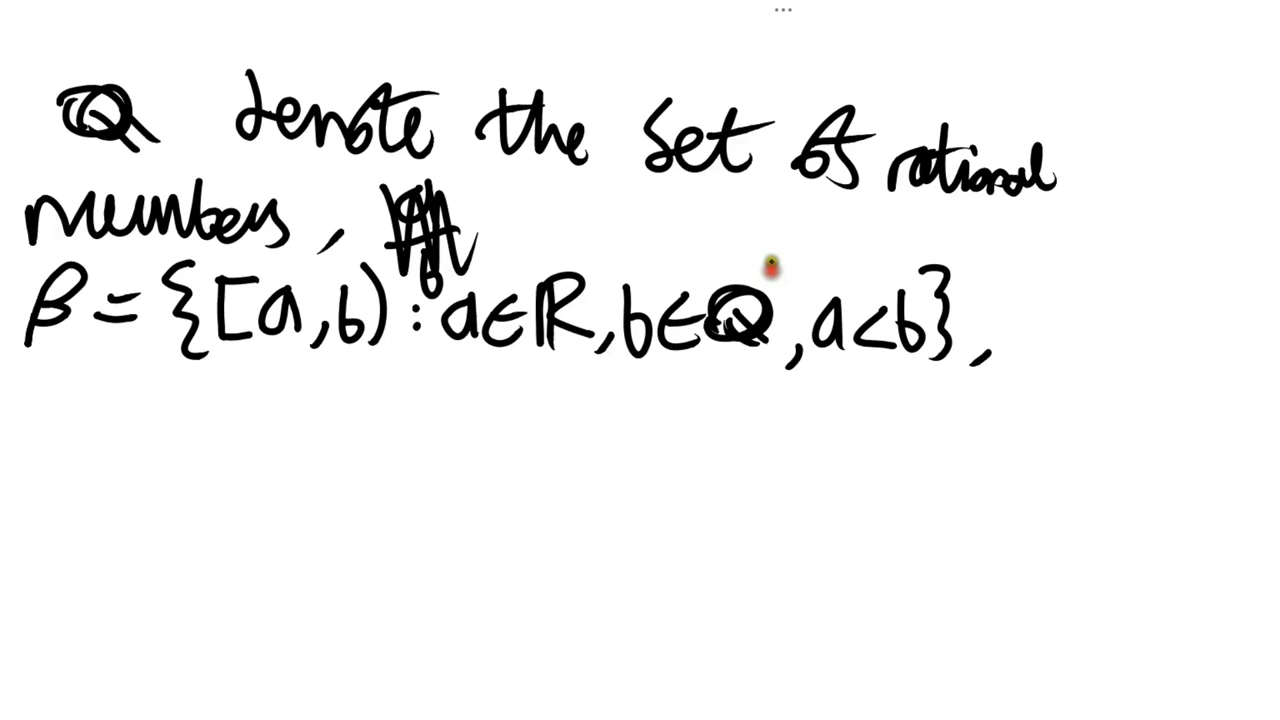 ℚ denote the set of rational
numbers,
β = {[a,b) : a∈ℝ, b∈ℚ, a<b},